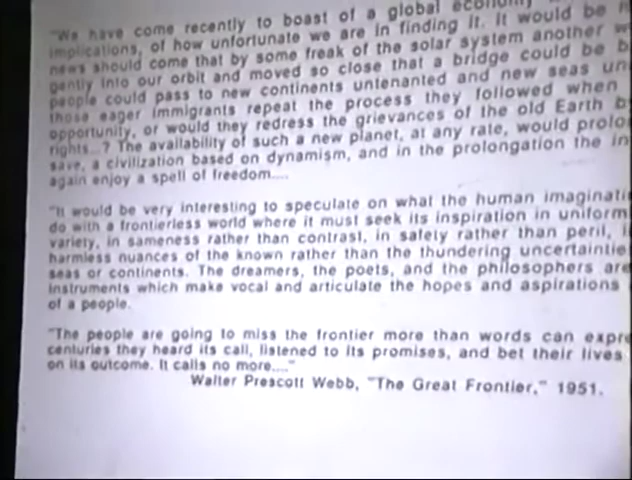 "We have come recently to boast of a global economy
implications, of how unfortunate we are in finding it. It would be
news should come that by some freak of the solar system another
gently into our orbit and moved so close that a bridge could be b
people could pass to new continents untenanted and new seas un
those eager immigrants repeat the process they followed when
opportunity, or would they redress the grievances of the old Earth b
rights...? The availability of such a new planet, at any rate, would prolo
save, a civilization based on dynamism, and in the prolongation the in
again enjoy a spell of freedom....
"It would be very interesting to speculate on what the human imaginati
do with a frontierless world where it must seek its inspiration in uniform
variety, in sameness rather than contrast, in safety rather than peril, i
harmless nuances of the known rather than the thundering uncertaintie
seas or continents. The dreamers, the poets, and the philosophers are
instruments which make vocal and articulate the hopes and aspirations
of a people.
"The people are going to miss the frontier more than words can expre
centuries they heard its call, listened to its promises, and bet their lives
on its outcome. It calls no more...."
Walter Prescott Webb, "The Great Frontier," 1951.